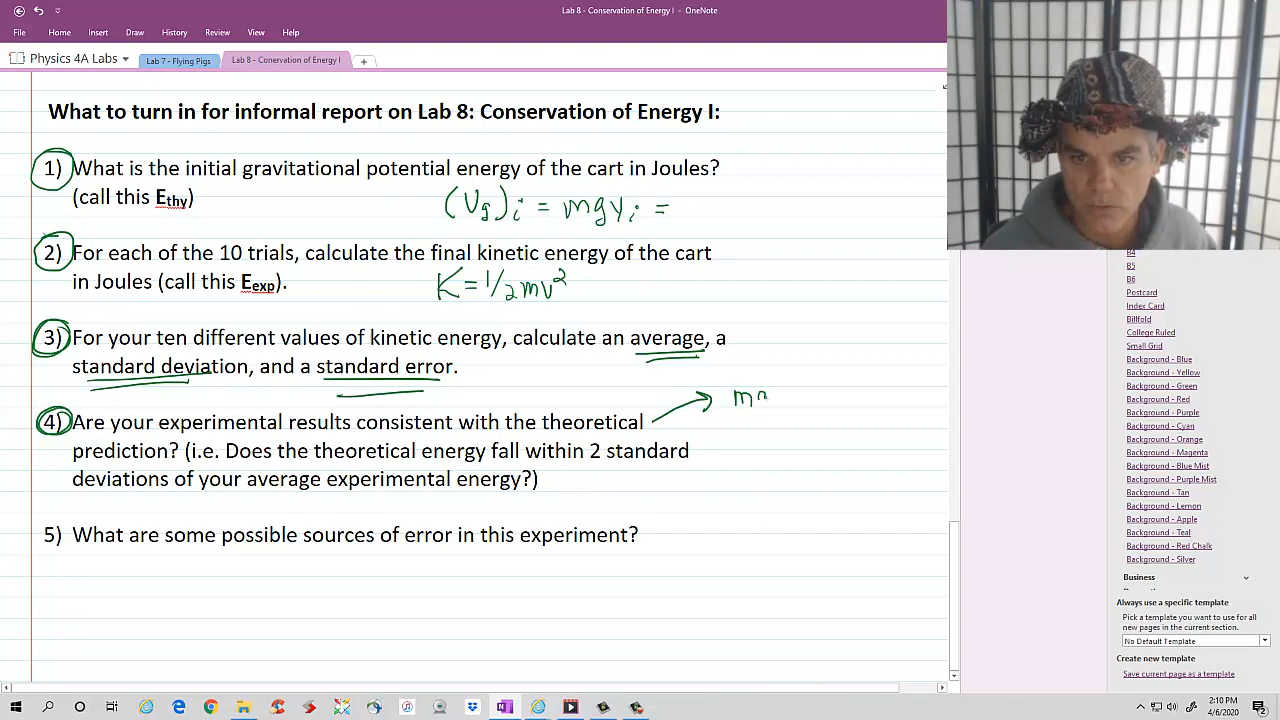 Lab 8 - Conservation of Energy I - OneNote
File Home Insert Draw History Review View Help
Physics 4A Labs
Lab 7 - Flying Pigs
Lab 8 - Conervation of Energy I
What to turn in for informal report on Lab 8: Conservation of Energy I:
1) What is the initial gravitational potential energy of the cart in Joules?
(call this Ethy)
(Ug)i = mgyi =
2) For each of the 10 trials, calculate the final kinetic energy of the cart
in Joules (call this Eexp).
K = 1/2mv²
3) For your ten different values of kinetic energy, calculate an average, a
standard deviation, and a standard error.
4) Are your experimental results consistent with the theoretical
prediction? (i.e. Does the theoretical energy fall within 2 standard
deviations of your average experimental energy?)
5) What are some possible sources of error in this experiment?
B5
B6
Postcard
Index Card
Billfold
College Ruled
Small Grid
Background - Blue
Background - Yellow
Background - Green
Background - Red
Background - Purple
Background - Cyan
Background - Orange
Background - Magenta
Background - Blue Mist
Background - Purple Mist
Background - Tan
Background - Lemon
Background - Apple
Background - Teal
Background - Red Chalk
Background - Silver
Business
Always use a specific template
Pick a template you want to use for all
new pages in the current section.
No Default Template
Create new template
Save current page as a template
2:10 PM
4/6/2020